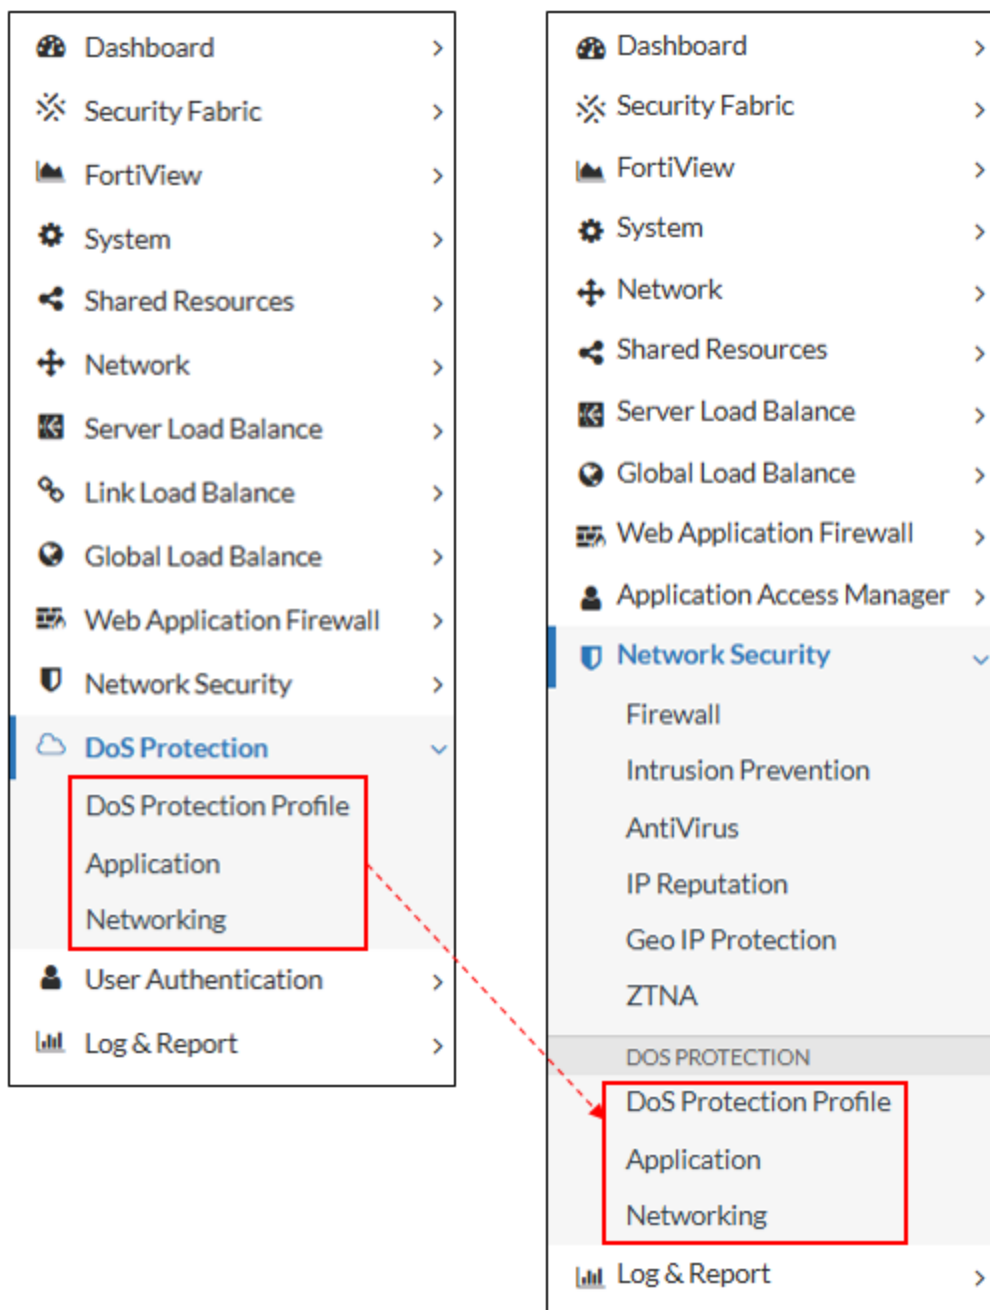 Dashboard
Security Fabric
FortiView
System
Shared Resources
Network
Server Load Balance
Link Load Balance
Global Load Balance
Web Application Firewall
Network Security
DoS Protection
DoS Protection Profile
Application
Networking
User Authentication
Log & Report
Dashboard
Security Fabric
FortiView
System
Network
Shared Resources
Server Load Balance
Global Load Balance
Web Application Firewall
Application Access Manager
Network Security
Firewall
Intrusion Prevention
AntiVirus
IP Reputation
Geo IP Protection
ZTNA
DOS PROTECTION
DoS Protection Profile
Application
Networking
Log & Report